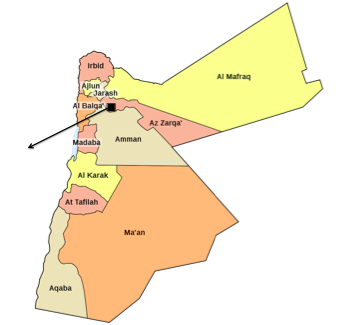 Irbid
Ajlun
Jarash
Al Mafraq
Al Balqa'
Az Zarqa'
Madaba
Amman
Al Karak
At Tafilah
Ma'an
Aqaba